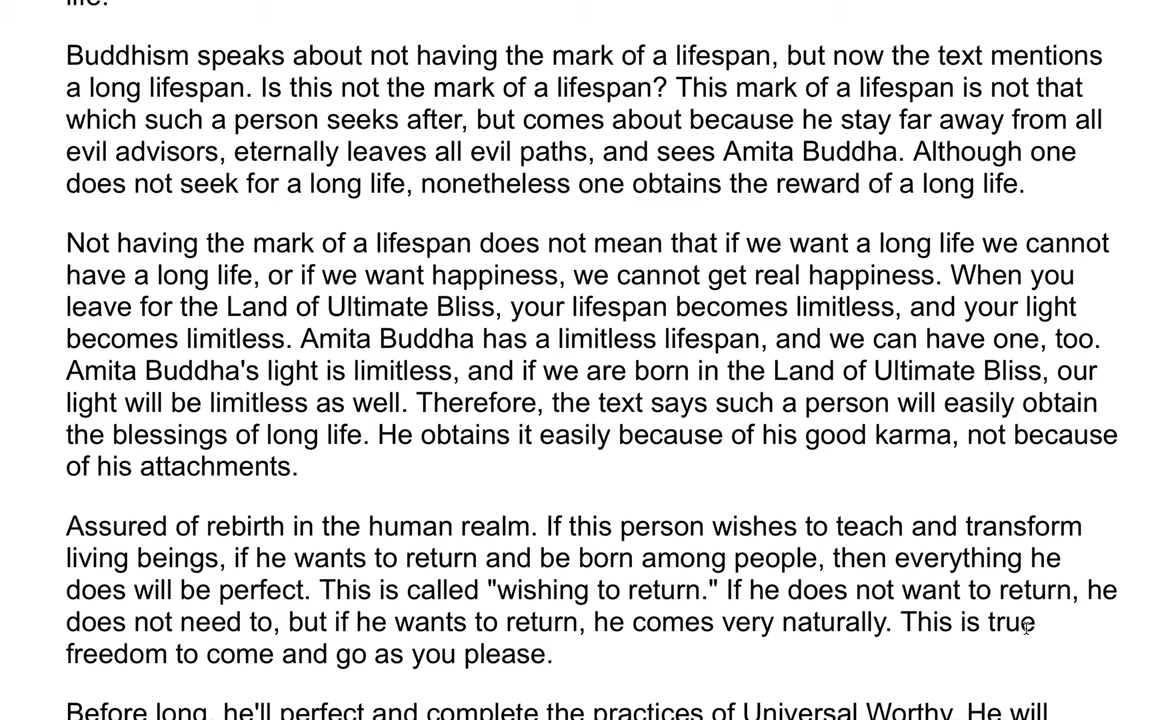 life.
Buddhism speaks about not having the mark of a lifespan, but now the text mentions
a long lifespan. Is this not the mark of a lifespan? This mark of a lifespan is not that
which such a person seeks after, but comes about because he stay far away from all
evil advisors, eternally leaves all evil paths, and sees Amita Buddha. Although one
does not seek for a long life, nonetheless one obtains the reward of a long life.
Not having the mark of a lifespan does not mean that if we want a long life we cannot
have a long life, or if we want happiness, we cannot get real happiness. When you
leave for the Land of Ultimate Bliss, your lifespan becomes limitless, and your light
becomes limitless. Amita Buddha has a limitless lifespan, and we can have one, too.
Amita Buddha's light is limitless, and if we are born in the Land of Ultimate Bliss, our
light will be limitless as well. Therefore, the text says such a person will easily obtain
the blessings of long life. He obtains it easily because of his good karma, not because
of his attachments.
Assured of rebirth in the human realm. If this person wishes to teach and transform
living beings, if he wants to return and be born among people, then everything he
does will be perfect. This is called "wishing to return." If he does not want to return, he
does not need to, but if he wants to return, he comes very naturally. This is true
freedom to come and go as you please.
Before long, he'll perfect and complete the practices of Universal Worthy. He will